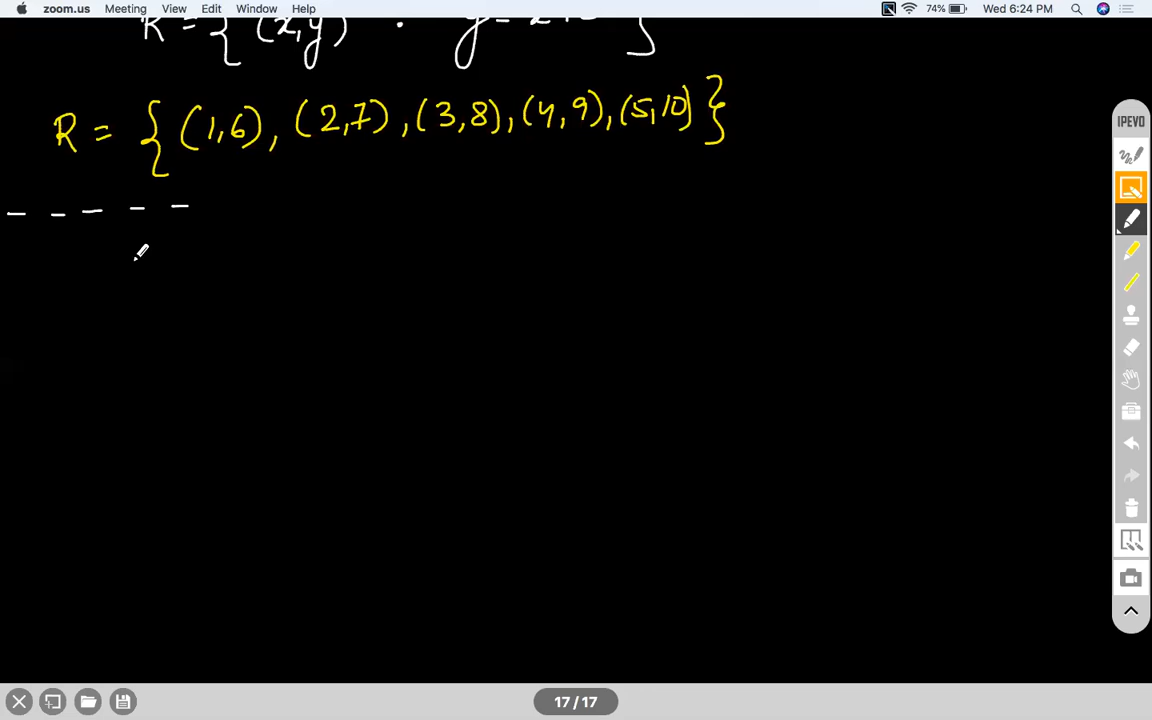 zoom.us Meeting View Edit Window Help 74% Wed 6:24 PM
R = { (x,y)
R = { (1,6), (2,7), (3,8), (4,9), (5,10) }
IPEVO
17/17